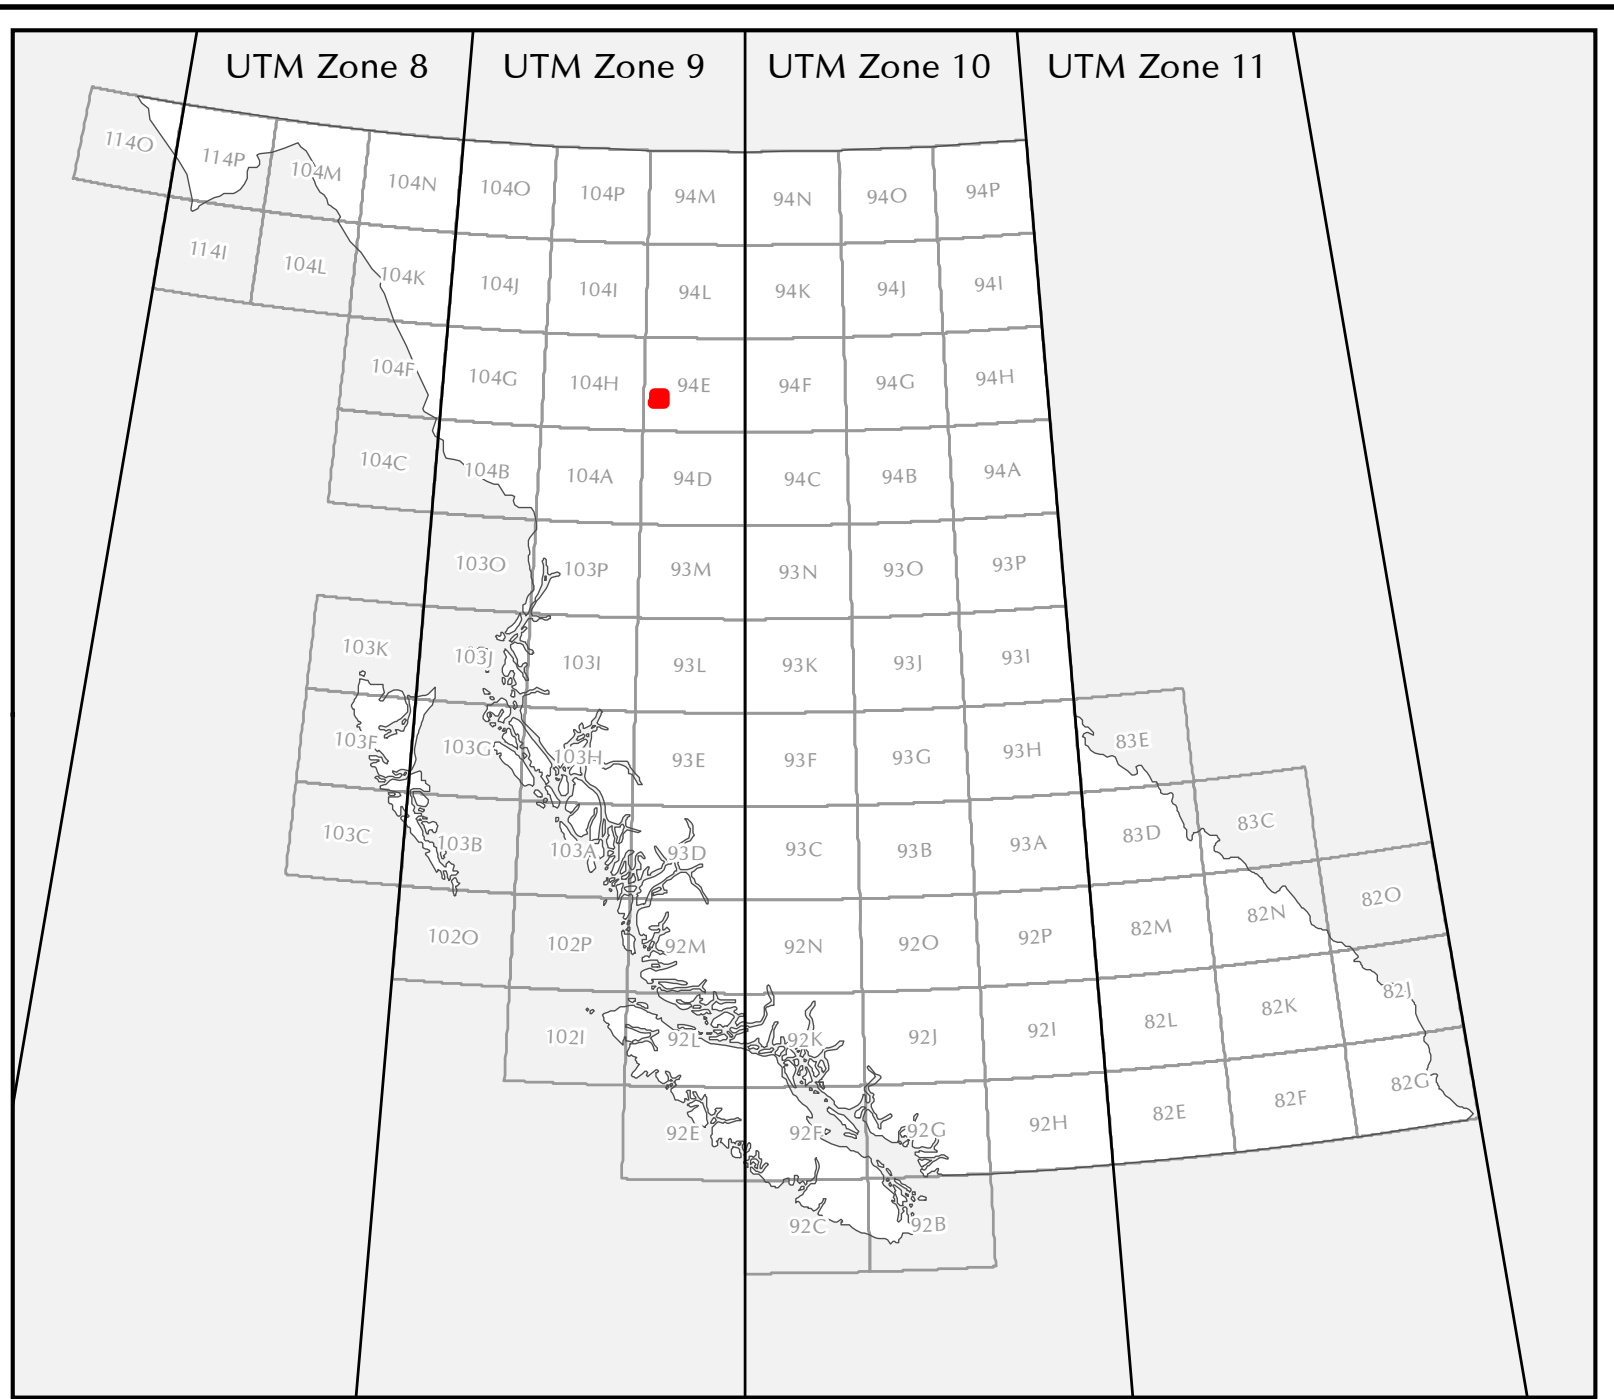 UTM Zone 8 UTM Zone 9 UTM Zone 10 UTM Zone 11
114O 114P 104M 104N 104O 104P 94M 94N 94O 94P
114I 104L 104K 104J 104I 94L 94K 94J 94I
104F 104G 104H 94E 94F 94G 94H
104C 104B 104A 94D 94C 94B 94A
103O 103P 93M 93N 93O 93P
103K 103J 103I 93L 93K 93J 93I
103F 103G 103H 93E 93F 93G 93H 83E
103C 103B 103A 93D 93C 93B 93A 83D 83C
102O 102P 92M 92N 92O 92P 82M 82N 82O
102I 92L 92K 92J 92I 82L 82K 82J
92E 92F 92G 92H 82E 82F 82G
92C 92B